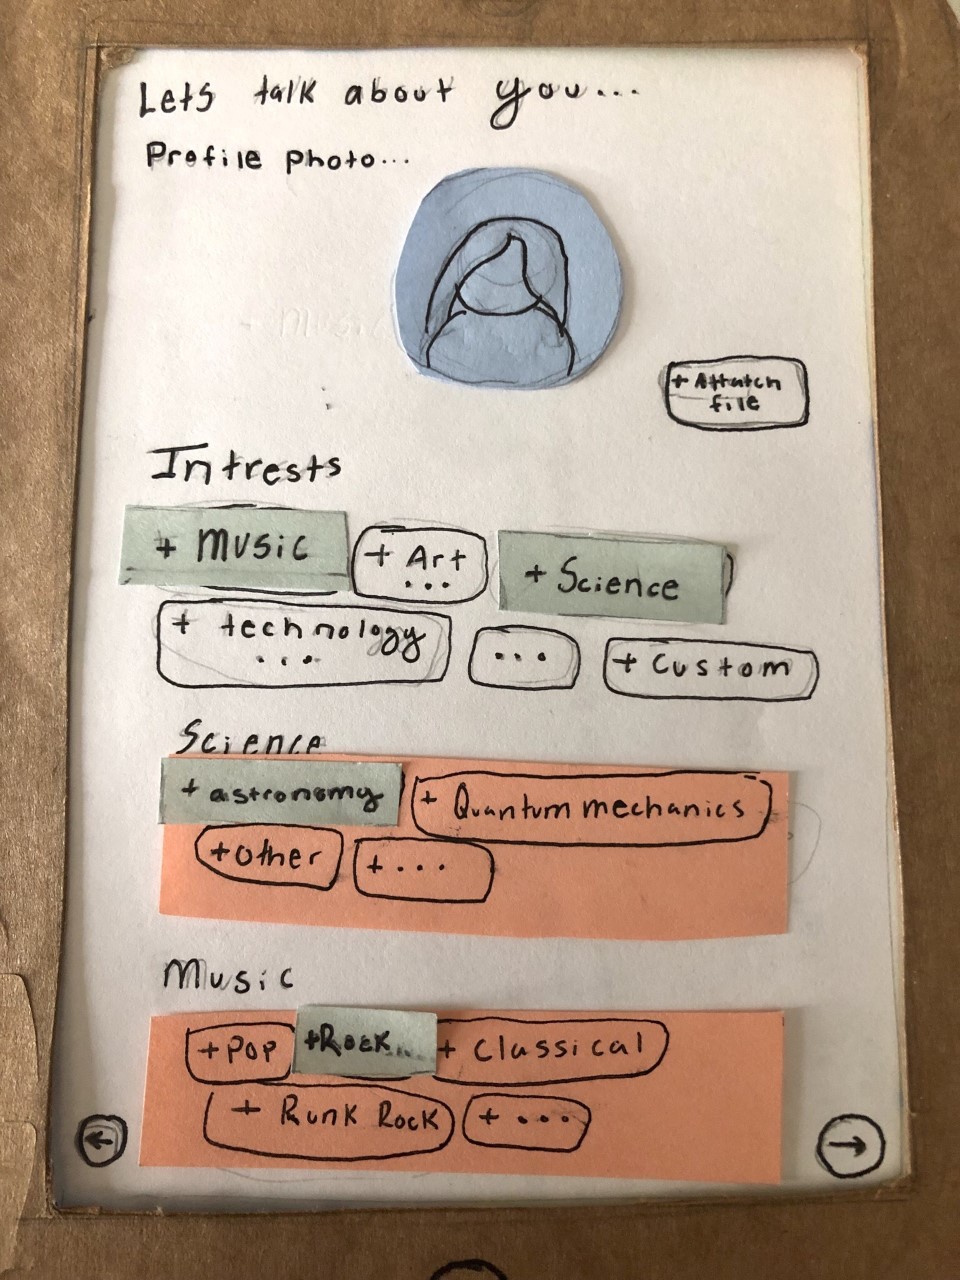 Lets talk about you...
Profile photo...
+ Attatch
file
Intrests
+ Music + Art ... + Science
+ technology ... ... + Custom
Science
+ astronomy + Quantum mechanics
+ Other + ...
Music
+ POP + Rock... + Classical
+ Punk Rock + ...